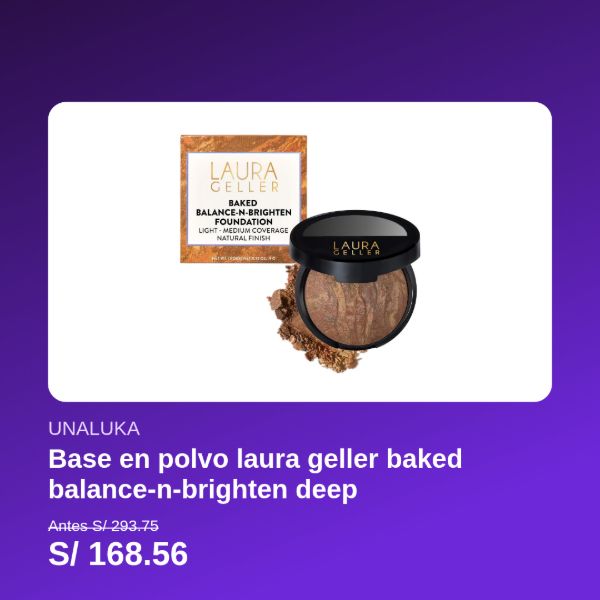 LAURA
GELLER
BAKED
BALANCE-N-BRIGHTEN
FOUNDATION
LIGHT - MEDIUM COVERAGE
NATURAL FINISH
LAURA
GELLER
UNALUKA
Base en polvo laura geller baked
balance-n-brighten deep
Antes S/ 293.75
S/ 168.56